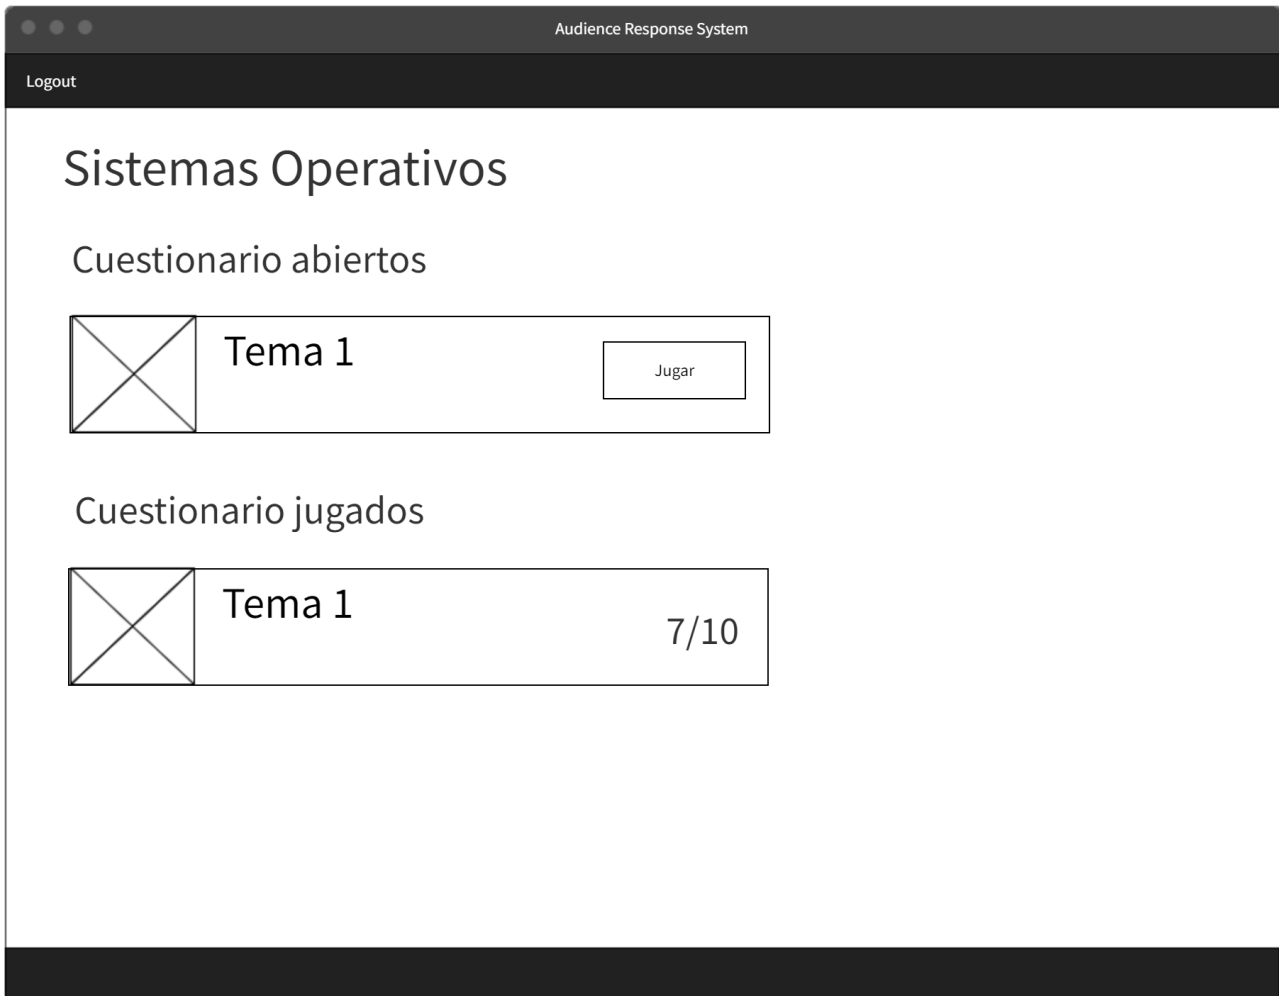 Audience Response System
Logout
Sistemas Operativos
Cuestionario abiertos
Tema 1
Jugar
Cuestionario jugados
Tema 1
7/10